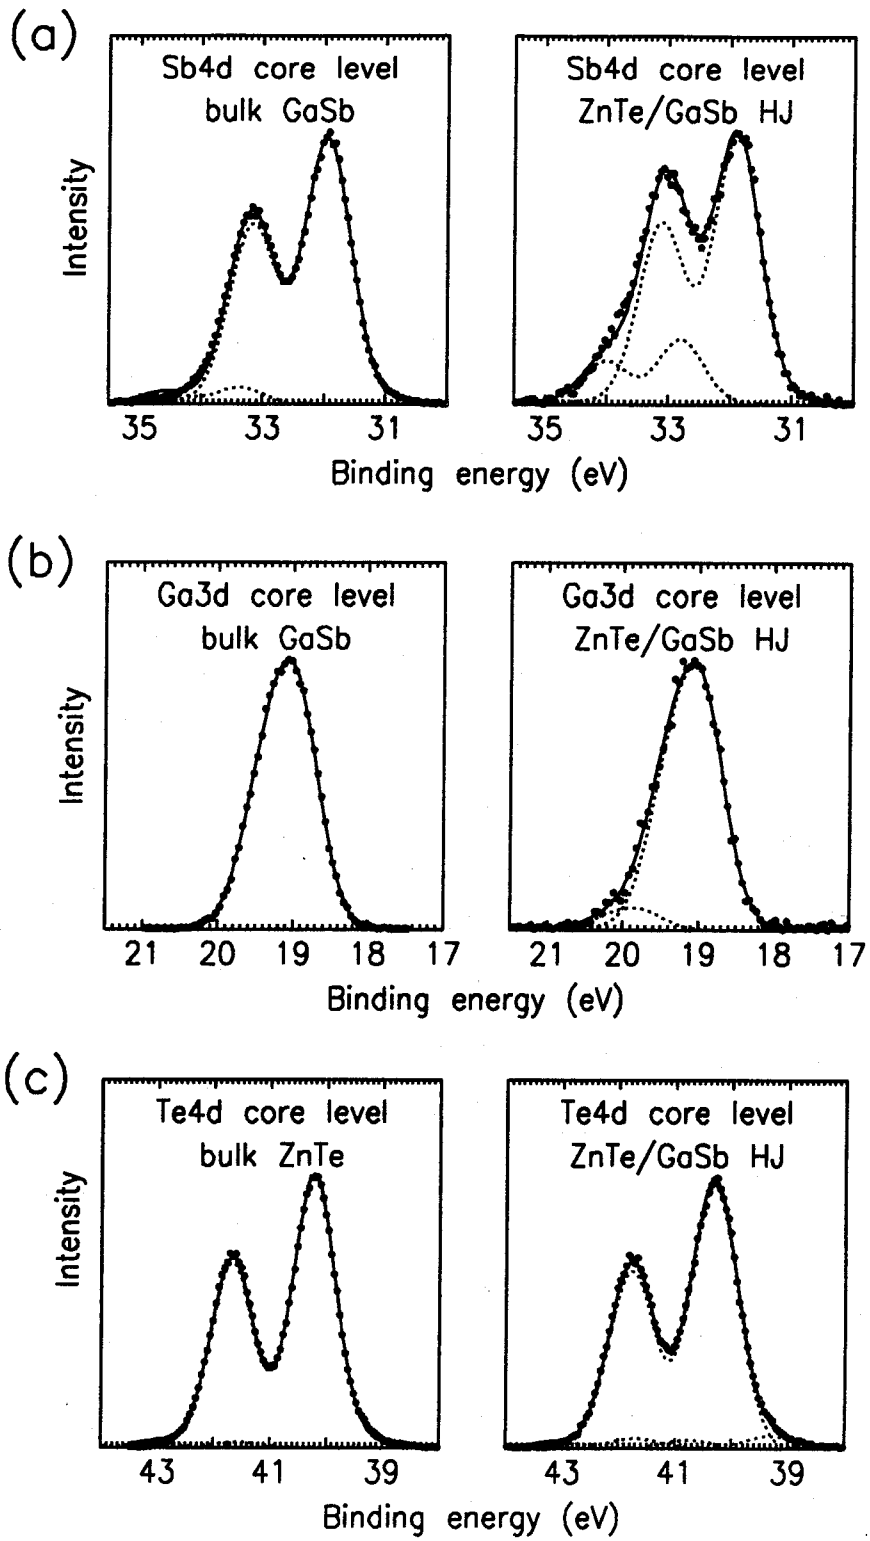 (a)
Sb4d core level
bulk GaSb
Sb4d core level
ZnTe/GaSb HJ
Intensity
35 33 31
35 33 31
Binding energy (eV)
(b)
Ga3d core level
bulk GaSb
Ga3d core level
ZnTe/GaSb HJ
Intensity
21 20 19 18 17
21 20 19 18 17
Binding energy (eV)
(c)
Te4d core level
bulk ZnTe
Te4d core level
ZnTe/GaSb HJ
Intensity
43 41 39
43 41 39
Binding energy (eV)